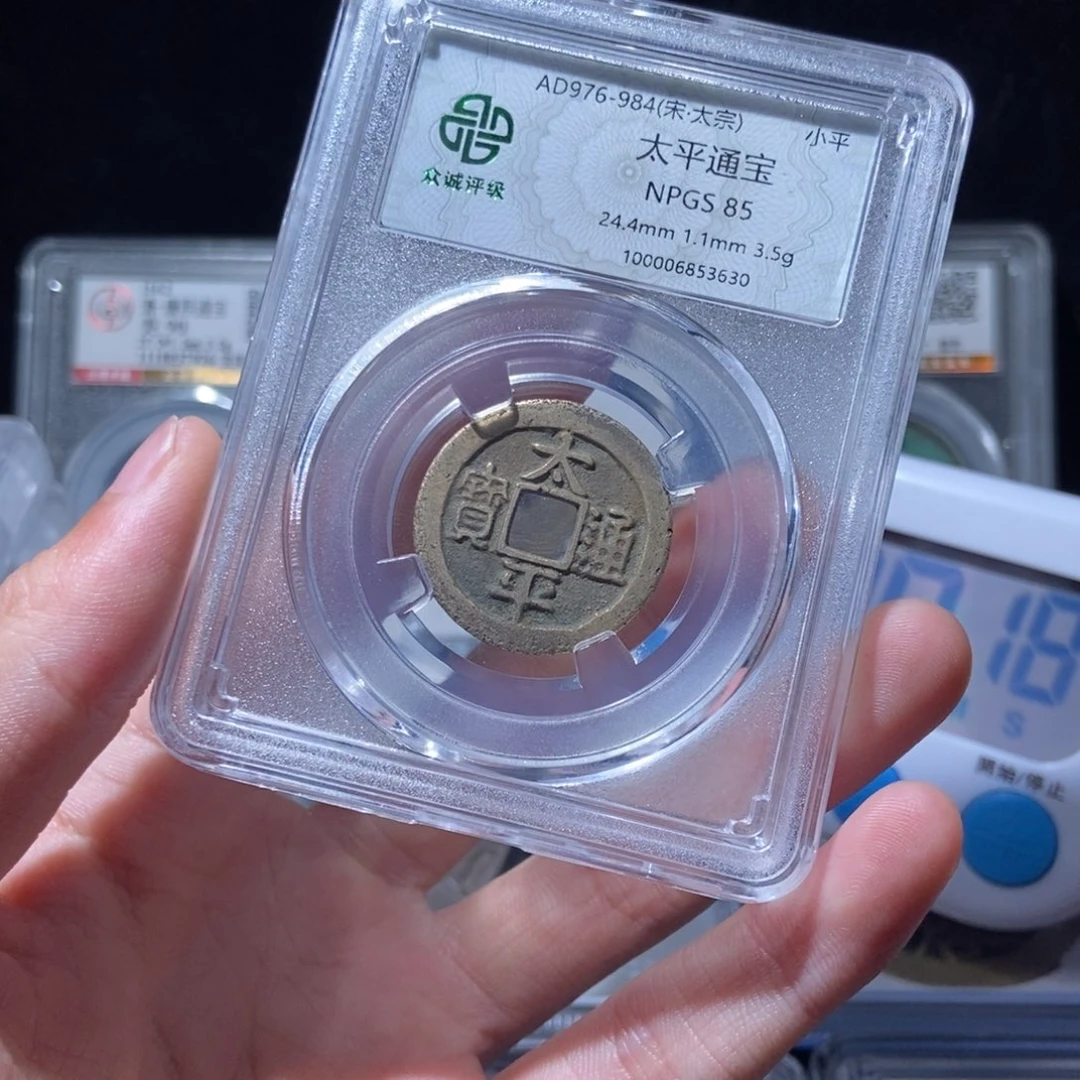 AD976-984(宋·太宗)
小平
太平通宝
NPGS 85
24.4mm 1.1mm 3.5g
100006853630
众诚评级
太平通寶
18
S
開始/停止